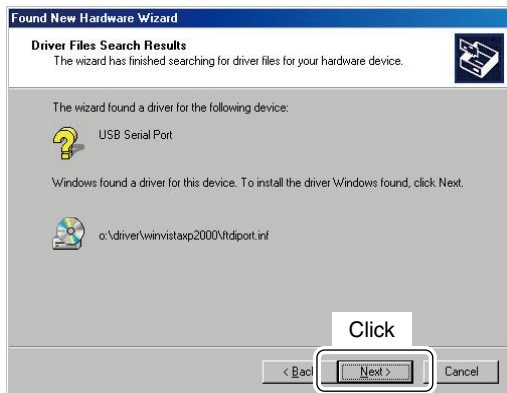 Found New Hardware Wizard
Driver Files Search Results
The wizard has finished searching for driver files for your hardware device.
The wizard found a driver for the following device:
USB Serial Port
Windows found a driver for this device. To install the driver Windows found, click Next.
o:\driver\winvistaxp2000\ftdiport.inf
Click
< Bac Next > Cancel